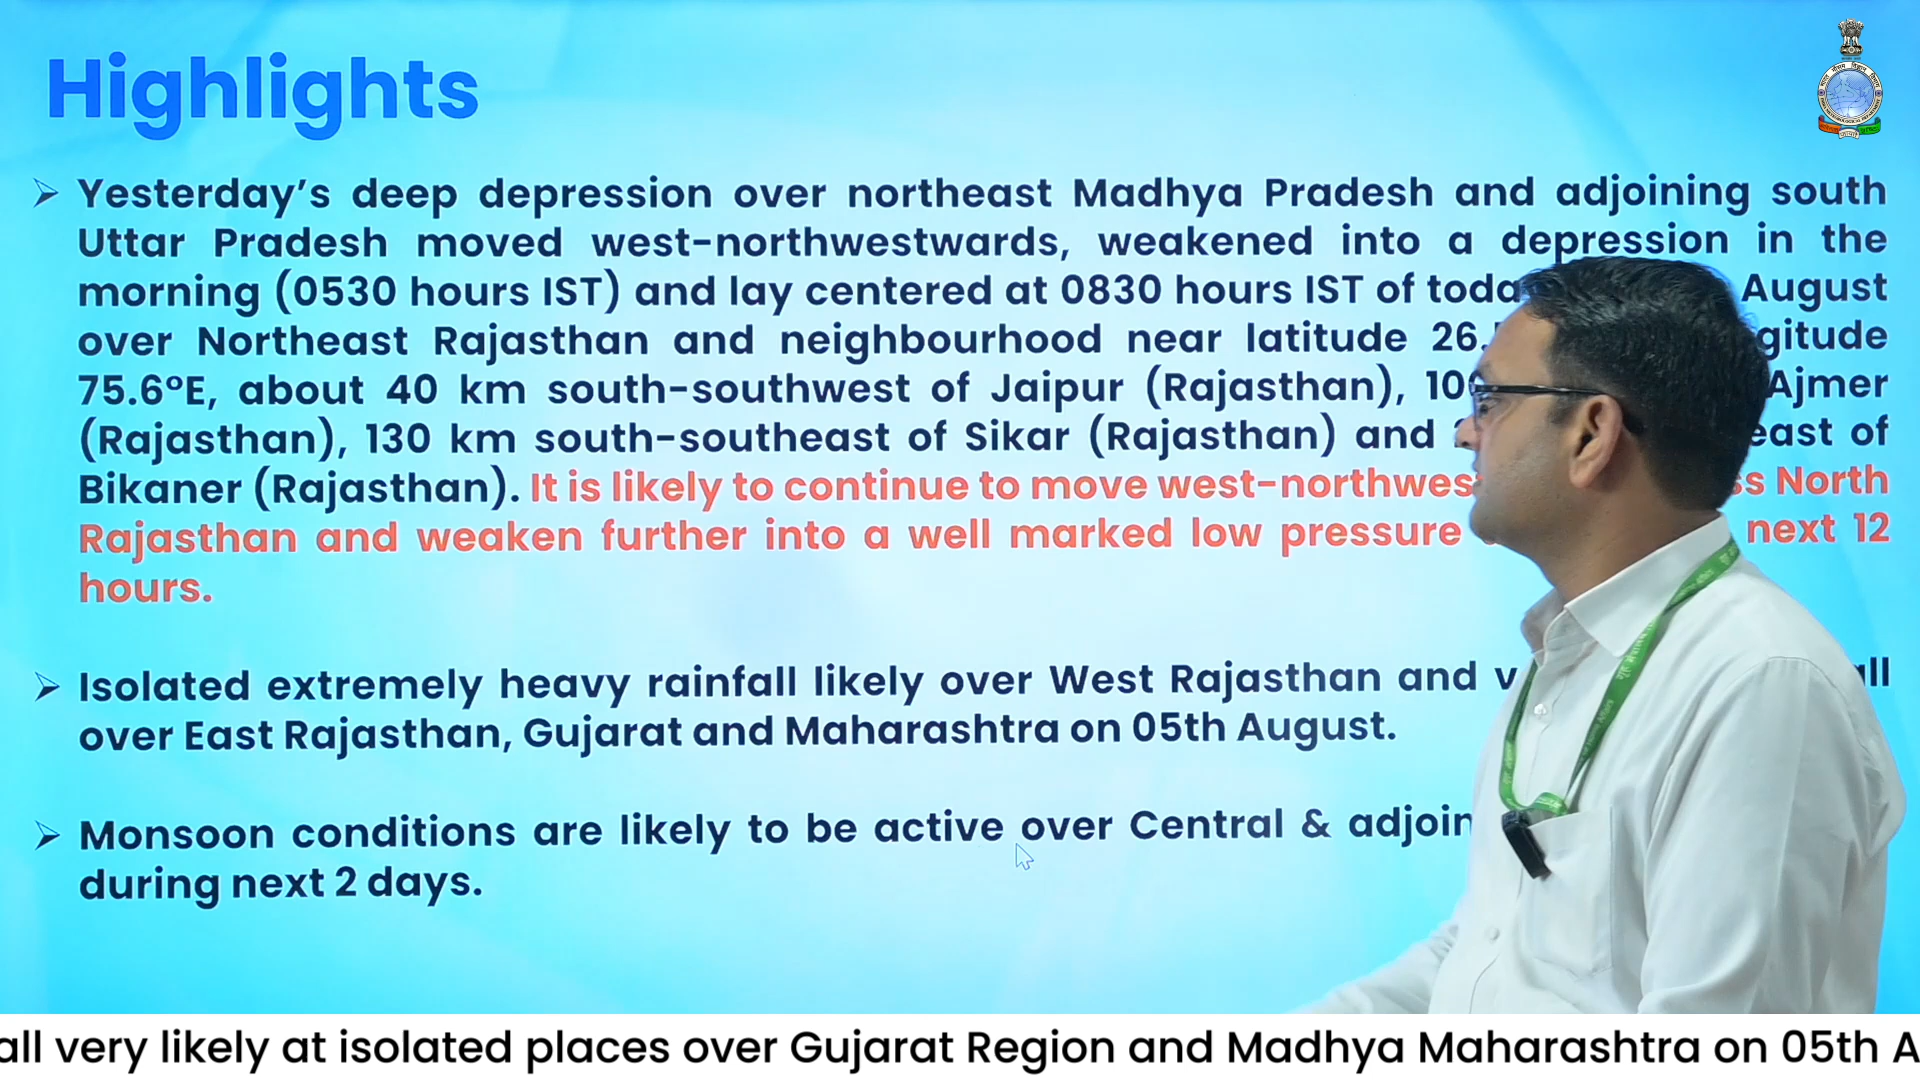 Highlights
Yesterday's deep depression over northeast Madhya Pradesh and adjoining south
Uttar Pradesh moved west-northwestwards, weakened into a depression in the
morning (0530 hours IST) and lay centered at 0830 hours IST of August
over Northeast Rajasthan and neighbourhood near latitude 26.
75.6°E, about 40 km south-southwest of Jaipur (Rajasthan), Ajmer
(Rajasthan), 130 km south-southeast of Sikar (Rajasthan) and east of
Bikaner (Rajasthan). It is likely to continue to move North
Rajasthan and weaken further into a well marked low pressure next 12
hours.
Isolated extremely heavy rainfall likely over West Rajasthan and
over East Rajasthan, Gujarat and Maharashtra on 05th August.
Monsoon conditions are likely to be active over Central &
during next 2 days.
all very likely at isolated places over Gujarat Region and Madhya Maharashtra on 05th A